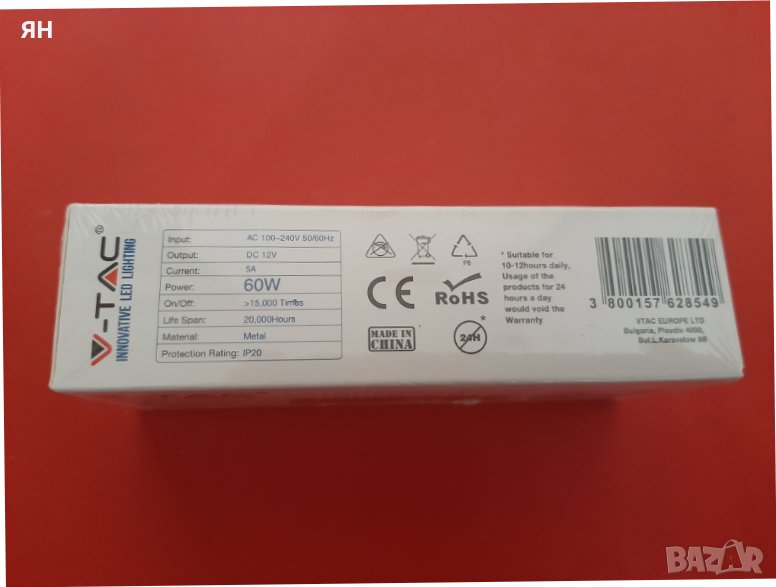 ЯН
V-TAC®
INNOVATIVE LED LIGHTING
Input: AC 100-240V 50/60Hz
Output: DC 12V
Current: 5A
Power: 60W
On/Off: >15,000 Times
Life Span: 20,000Hours
Material: Metal
Protection Rating: IP20
PB
CE
RoHS
MADE IN
CHINA
24H
*
* Suitable for
10-12hours daily,
Usage of the
products for 24
hours a day
would void the
Warranty
3 800157 628549
VTAC EUROPE LTD
Bulgaria, Plovdiv 4000,
Bul.L.Karavelow 9B
BAZAR